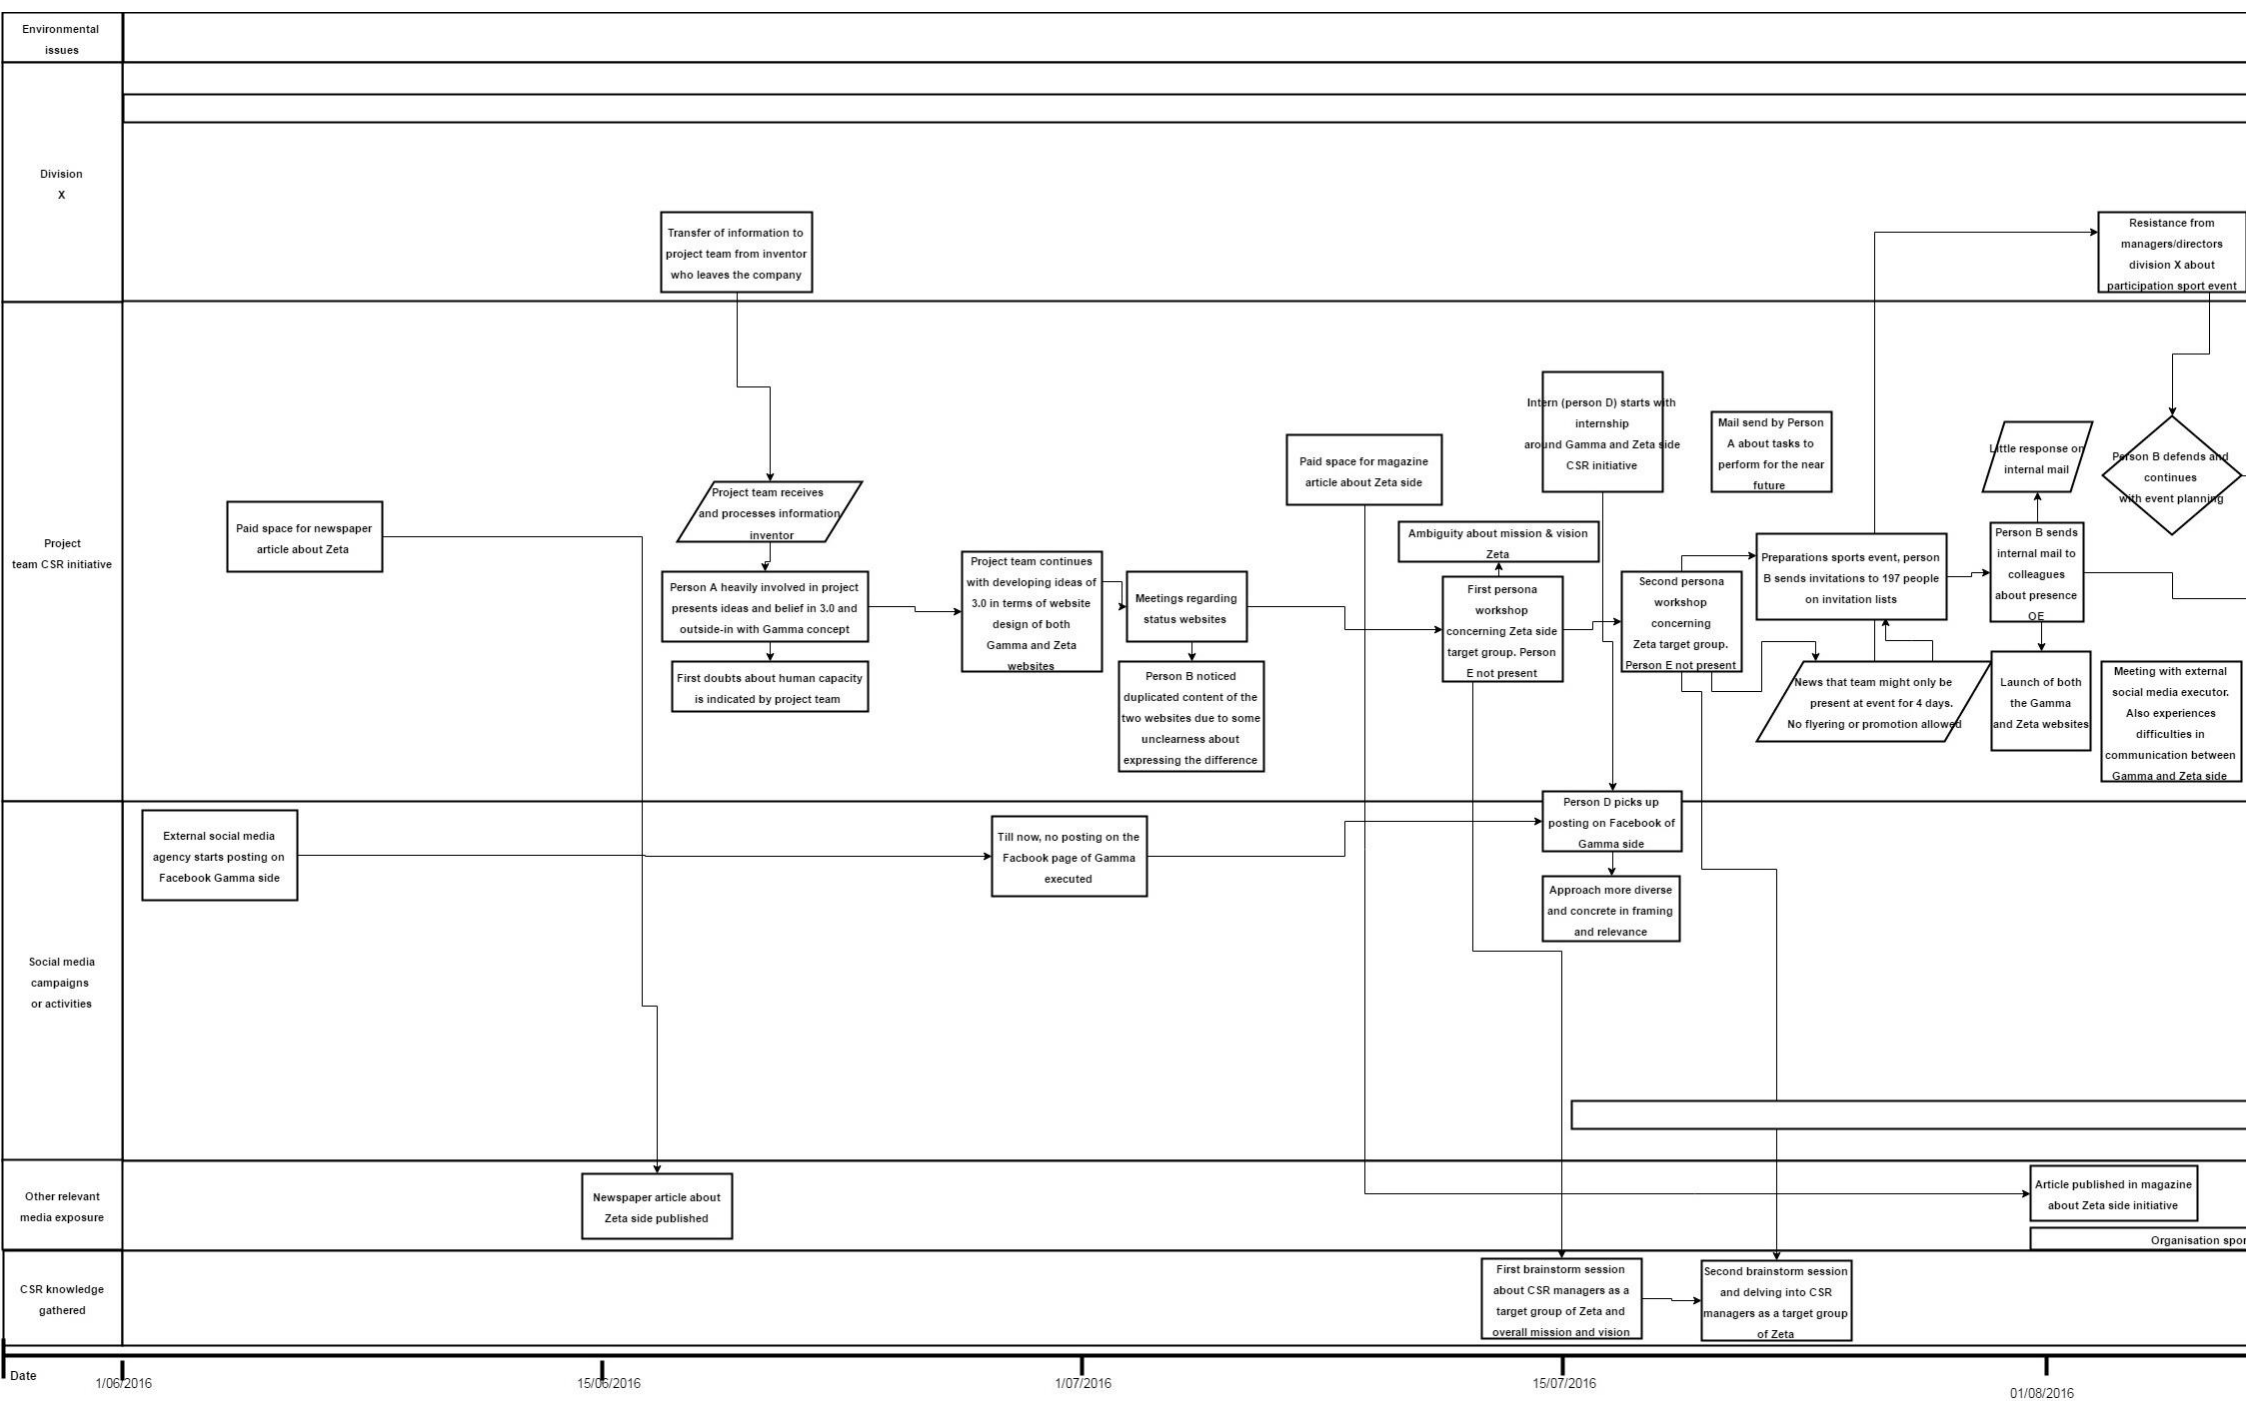 Environmental
issues
Division
X
Transfer of information to
project team from inventor
who leaves the company
Resistance from
managers/directors
division X about
participation sport event
Project
team CSR initiative
Paid space for newspaper
article about Zeta
Project team receives
and processes information
inventor
Person A heavily involved in project
presents ideas and belief in 3.0 and
outside-in with Gamma concept
First doubts about human capacity
is indicated by project team
Project team continues
with developing ideas of
3.0 in terms of website
design of both
Gamma and Zeta
websites
Meetings regarding
status websites
Person B noticed
duplicated content of the
two websites due to some
unclearness about
expressing the difference
Paid space for magazine
article about Zeta side
Ambiguity about mission & vision
Zeta
First persona
workshop
concerning Zeta side
target group. Person
E not present
Intern (person D) starts with
internship
around Gamma and Zeta side
CSR initiative
Second persona
workshop
concerning
Zeta target group.
Person E not present
Mail send by Person
A about tasks to
perform for the near
future
Preparations sports event, person
B sends invitations to 197 people
on invitation lists
News that team might only be
present at event for 4 days.
No flyering or promotion allowed
Little response on
internal mail
Person B sends
internal mail to
colleagues
about presence
OE
Launch of both
the Gamma
and Zeta websites
Person B defends and
continues
with event planning
Meeting with external
social media executor.
Also experiences
difficulties in
communication between
Gamma and Zeta side
Social media
campaigns
or activities
External social media
agency starts posting on
Facebook Gamma side
Till now, no posting on the
Facbook page of Gamma
executed
Person D picks up
posting on Facebook of
Gamma side
Approach more diverse
and concrete in framing
and relevance
Other relevant
media exposure
Newspaper article about
Zeta side published
Article published in magazine
about Zeta side initiative
Organisation spor
CSR knowledge
gathered
First brainstorm session
about CSR managers as a
target group of Zeta and
overall mission and vision
Second brainstorm session
and delving into CSR
managers as a target group
of Zeta
Date
1/06/2016
15/06/2016
1/07/2016
15/07/2016
01/08/2016